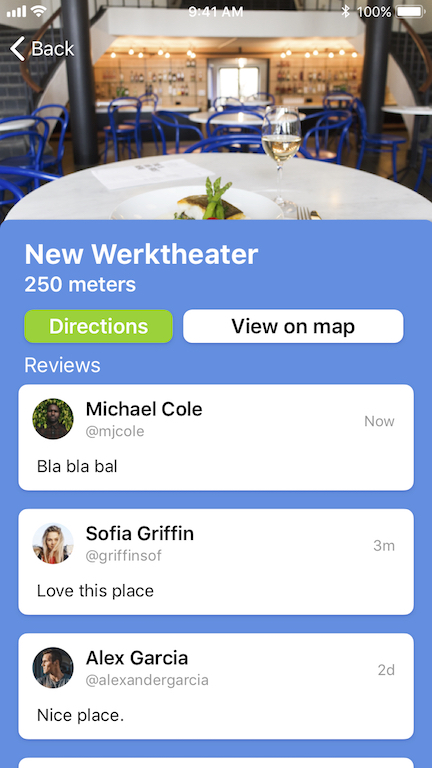 9:41 AM
100%
Back
New Werktheater
250 meters
Directions
View on map
Reviews
Michael Cole
@mjcole
Now
Bla bla bal
Sofia Griffin
@griffinsof
3m
Love this place
Alex Garcia
@alexandergarcia
2d
Nice place.